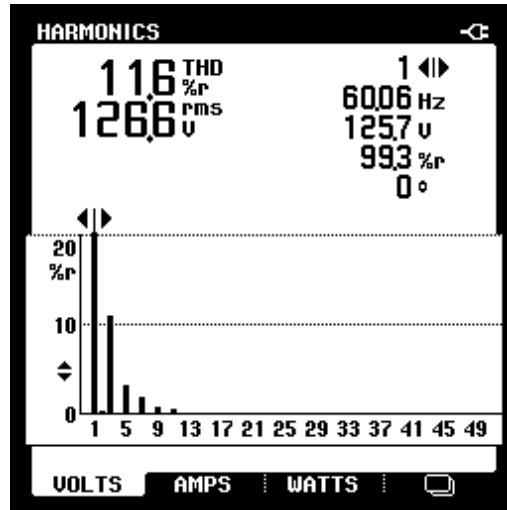 HARMONICS
11.6 THD %r
126.6 rms V
1
60.06 Hz
125.7 V
99.3 %r
0 °
20
%r
10
0
1 5 9 13 17 21 25 29 33 37 41 45 49
VOLTS AMPS WATTS